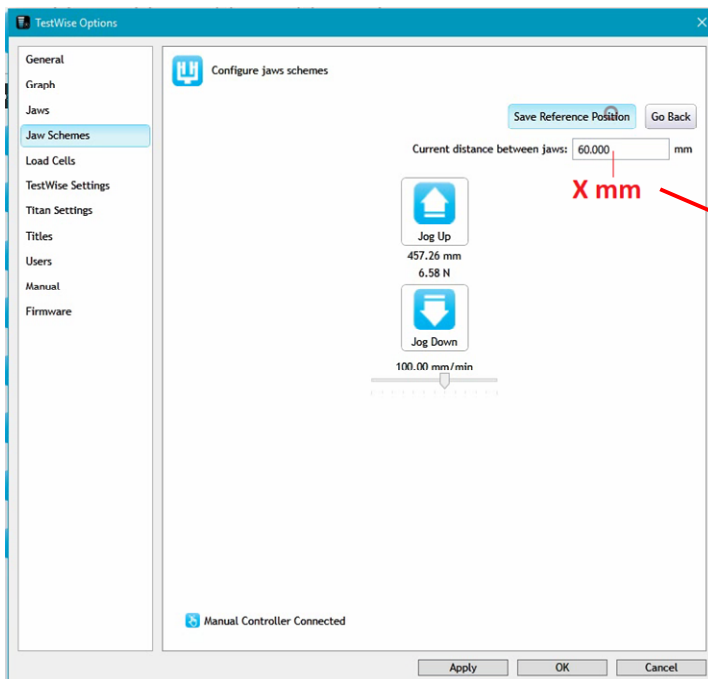 TestWise Options
General
Graph
Jaws
Jaw Schemes
Load Cells
TestWise Settings
Titan Settings
Titles
Users
Manual
Firmware
Configure jaws schemes
Save Reference Position Go Back
Current distance between jaws: 60.000 mm
X mm
Jog Up
457.26 mm
6.58 N
Jog Down
100.00 mm/min
Manual Controller Connected
Apply OK Cancel